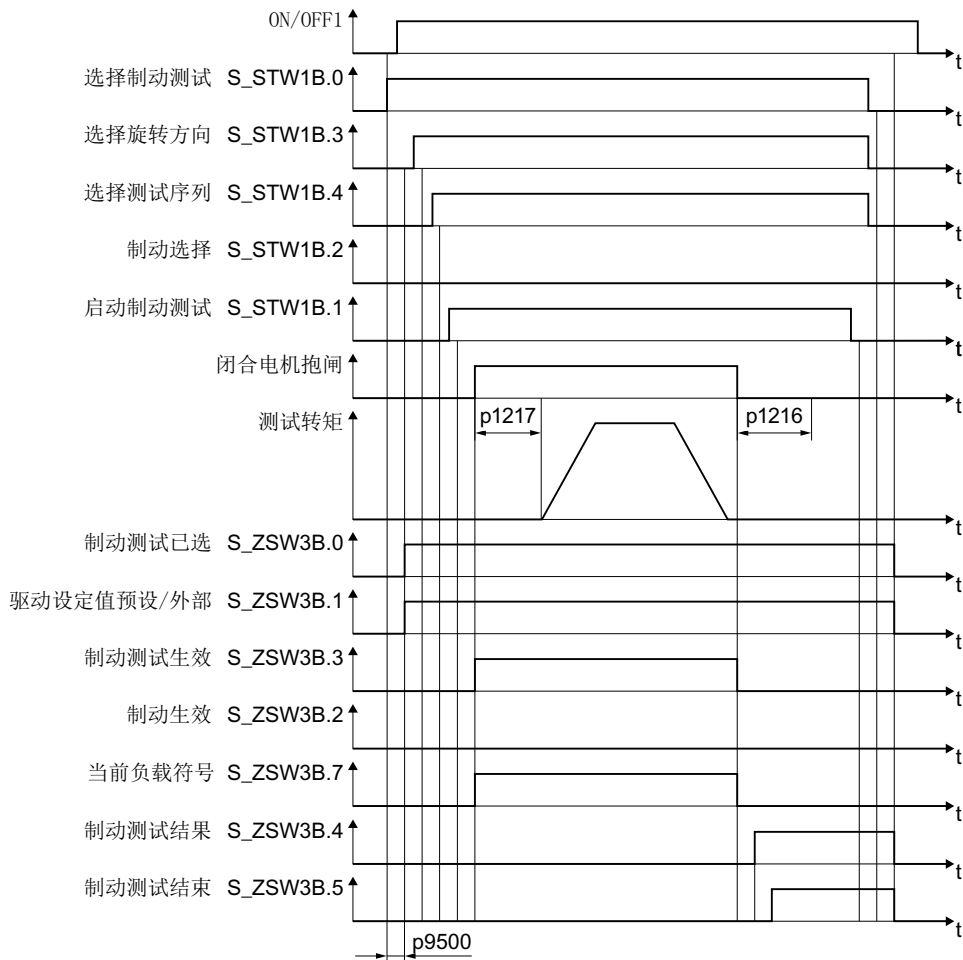 ON/OFF1
t
选择制动测试 S_STW1B.0
t
选择旋转方向 S_STW1B.3
t
选择测试序列 S_STW1B.4
t
制动选择 S_STW1B.2
t
启动制动测试 S_STW1B.1
t
闭合电机抱闸
t
测试转矩
p1217
p1216
t
制动测试已选 S_ZSW3B.0
t
驱动设定值预设/外部 S_ZSW3B.1
t
制动测试生效 S_ZSW3B.3
t
制动生效 S_ZSW3B.2
t
当前负载符号 S_ZSW3B.7
t
制动测试结果 S_ZSW3B.4
t
制动测试结束 S_ZSW3B.5
t
p9500